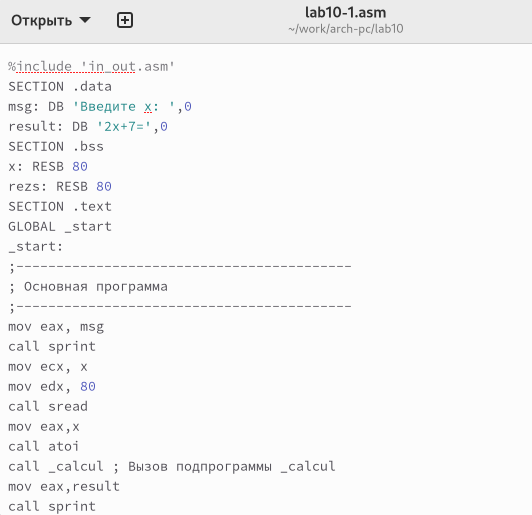 Открыть
lab10-1.asm
~/work/arch-pc/lab10
%include 'in_out.asm'
SECTION .data
msg: DB 'Введите x: ',0
result: DB '2x+7=',0
SECTION .bss
x: RESB 80
rezs: RESB 80
SECTION .text
GLOBAL _start
_start:
;------------------------------------------
; Основная программа
;------------------------------------------
mov eax, msg
call sprint
mov ecx, x
mov edx, 80
call sread
mov eax,x
call atoi
call _calcul ; Вызов подпрограммы _calcul
mov eax,result
call sprint